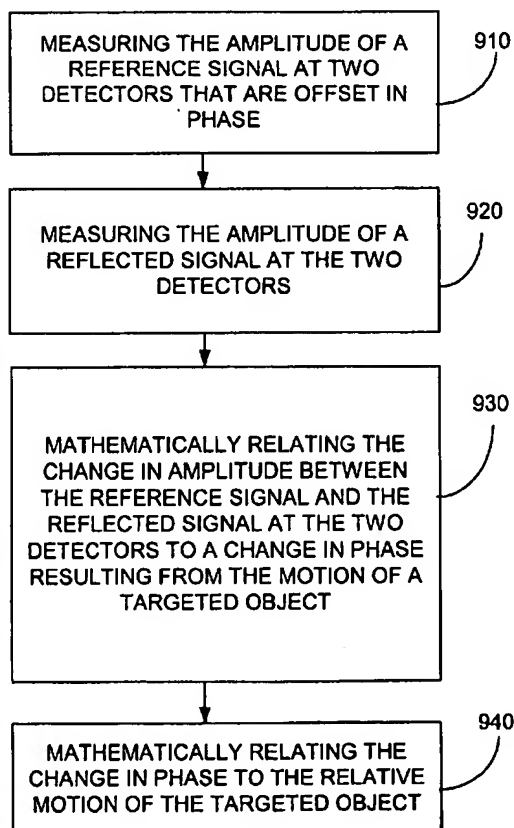 MEASURING THE AMPLITUDE OF A
REFERENCE SIGNAL AT TWO
DETECTORS THAT ARE OFFSET IN
PHASE
910
MEASURING THE AMPLITUDE OF A
REFLECTED SIGNAL AT THE TWO
DETECTORS
920
MATHEMATICALLY RELATING THE
CHANGE IN AMPLITUDE BETWEEN
THE REFERENCE SIGNAL AND THE
REFLECTED SIGNAL AT THE TWO
DETECTORS TO A CHANGE IN PHASE
RESULTING FROM THE MOTION OF A
TARGETED OBJECT
930
MATHEMATICALLY RELATING THE
CHANGE IN PHASE TO THE RELATIVE
MOTION OF THE TARGETED OBJECT
940